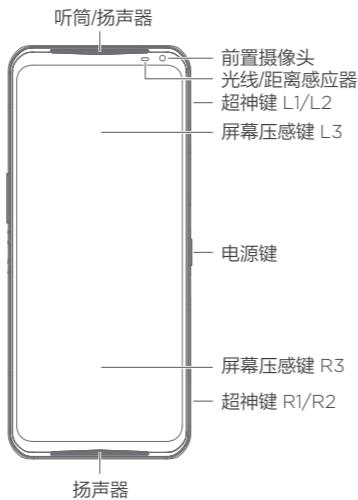 听筒/扬声器
前置摄像头
光线/距离感应器
超神键 L1/L2
屏幕压感键 L3
电源键
屏幕压感键 R3
超神键 R1/R2
扬声器